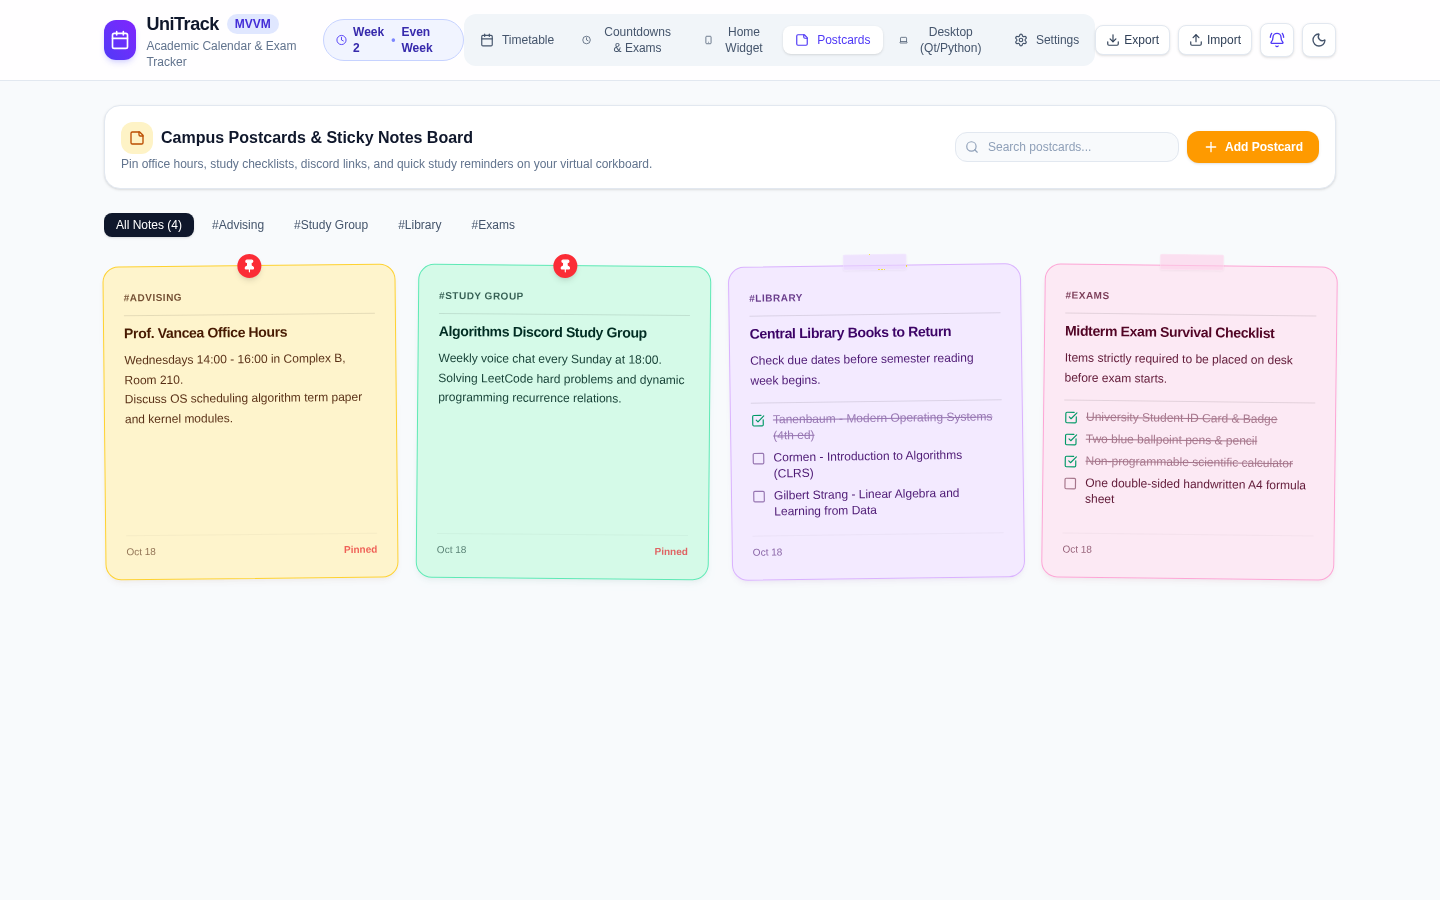 UniTrack MVVM
Academic Calendar & Exam
Tracker
Week
2
•
Even
Week
Timetable
Countdowns
& Exams
Home
Widget
Postcards
Desktop
(Qt/Python)
Settings
Export
Import
Campus Postcards & Sticky Notes Board
Pin office hours, study checklists, discord links, and quick study reminders on your virtual corkboard.
Search postcards...
Add Postcard
All Notes (4)
#Advising
#Study Group
#Library
#Exams
#ADVISING
Prof. Vancea Office Hours
Wednesdays 14:00 - 16:00 in Complex B,
Room 210.
Discuss OS scheduling algorithm term paper
and kernel modules.
Oct 18
Pinned
#STUDY GROUP
Algorithms Discord Study Group
Weekly voice chat every Sunday at 18:00.
Solving LeetCode hard problems and dynamic
programming recurrence relations.
Oct 18
Pinned
#LIBRARY
Central Library Books to Return
Check due dates before semester reading
week begins.
Tanenbaum - Modern Operating Systems
(4th ed)
Cormen - Introduction to Algorithms
(CLRS)
Gilbert Strang - Linear Algebra and
Learning from Data
Oct 18
#EXAMS
Midterm Exam Survival Checklist
Items strictly required to be placed on desk
before exam starts.
University Student ID Card & Badge
Two blue ballpoint pens & pencil
Non-programmable scientific calculator
One double-sided handwritten A4 formula
sheet
Oct 18